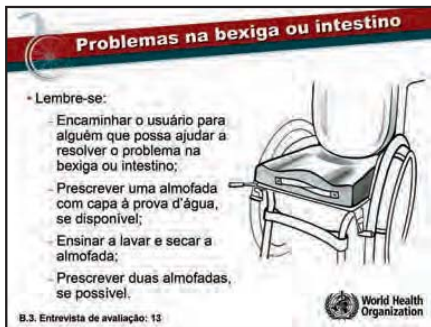 Problemas na bexiga ou intestino
• Lembre-se:
– Encaminhar o usuário para
alguém que possa ajudar a
resolver o problema na
bexiga ou intestino;
– Prescrever uma almofada
com capa à prova d'água,
se disponível;
– Ensinar a lavar e secar a
almofada;
– Prescrever duas almofadas,
se possível.
B.3. Entrevista de avaliação: 13
World Health
Organization